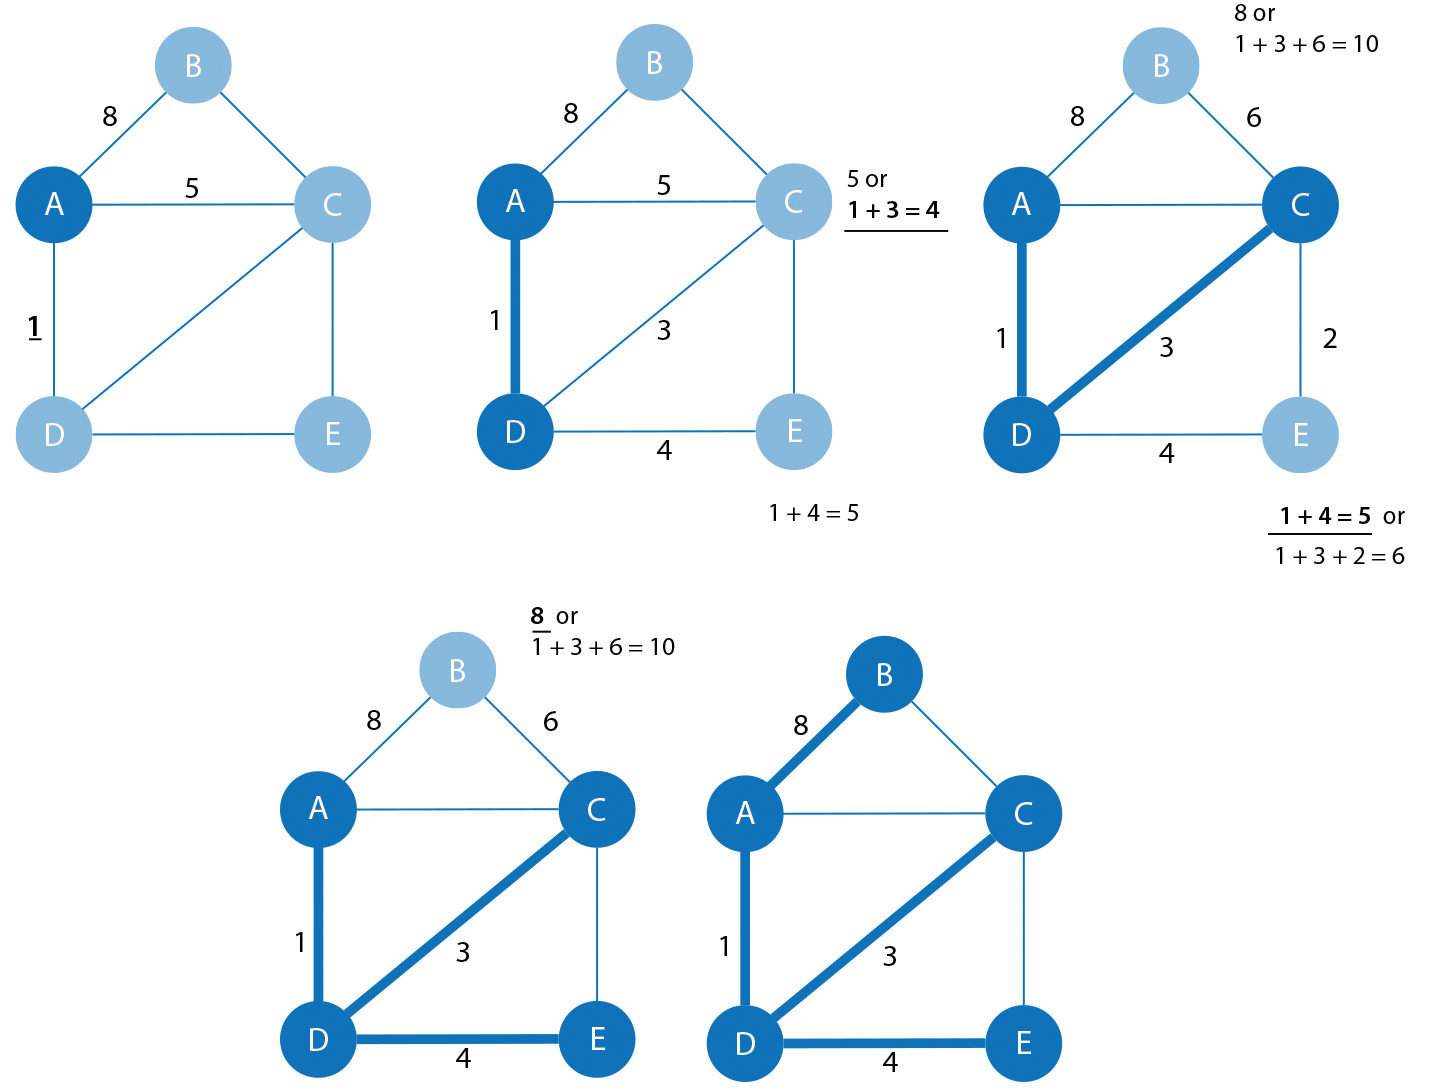 B
8
A
5
C
1
D
E
B
8
A
5
C
5 or
1 + 3 = 4
1
3
D
4
E
1 + 4 = 5
8 or
1 + 3 + 6 = 10
B
8
6
A
C
1
3
2
D
4
E
1 + 4 = 5 or
1 + 3 + 2 = 6
8 or
1 + 3 + 6 = 10
B
8
6
A
C
1
3
D
4
E
B
8
A
C
1
3
D
4
E